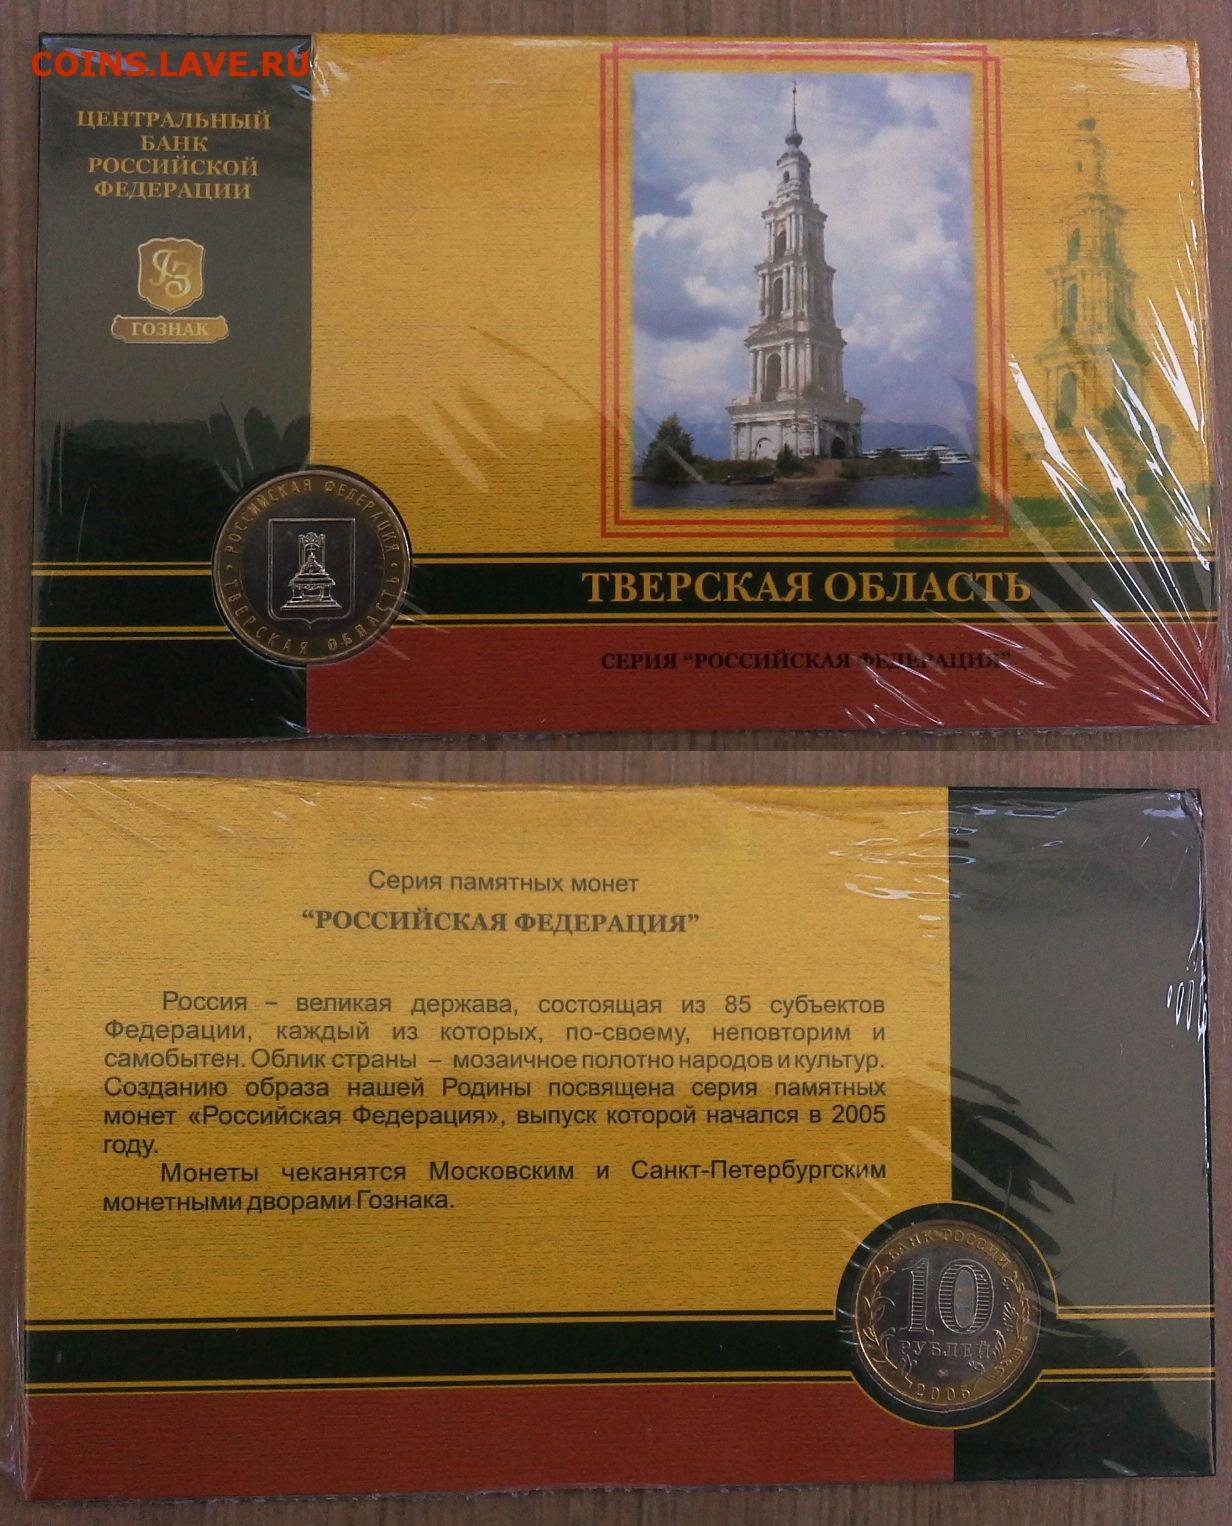 COINS.LAVE.RU
ЦЕНТРАЛЬНЫЙ
БАНК
РОССИЙСКОЙ
ФЕДЕРАЦИИ
ГОЗНАК
РОССИЙСКАЯ ФЕДЕРАЦИЯ
ТВЕРСКАЯ ОБЛАСТЬ
ТВЕРСКАЯ ОБЛАСТЬ
СЕРИЯ “РОССИЙСКАЯ ФЕДЕРАЦИЯ”
Серия памятных монет
“РОССИЙСКАЯ ФЕДЕРАЦИЯ”
Россия – великая держава, состоящая из 85 субъектов
Федерации, каждый из которых, по-своему, неповторим и
самобытен. Облик страны – мозаичное полотно народов и культур.
Созданию образа нашей Родины посвящена серия памятных
монет «Российская Федерация», выпуск которой начался в 2005
году.
Монеты чеканятся Московским и Санкт-Петербургским
монетными дворами Гознака.
БАНК РОССИИ
10
РУБЛЕЙ
2005